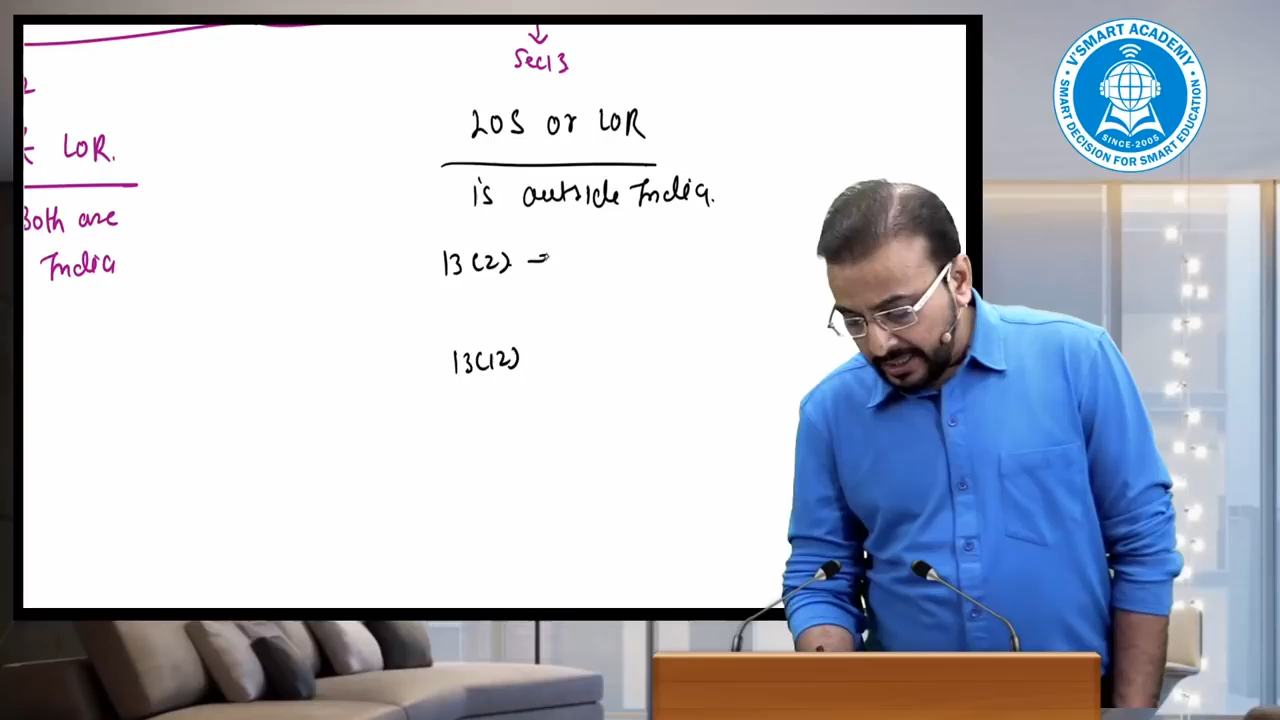 Sec13
2
LOR.
Both are
India
LOS or LOR
is outside India.
13(2) =
13(12)
V'SMART ACADEMY
SMART DECISION FOR SMART EDUCATION
SINCE-2005